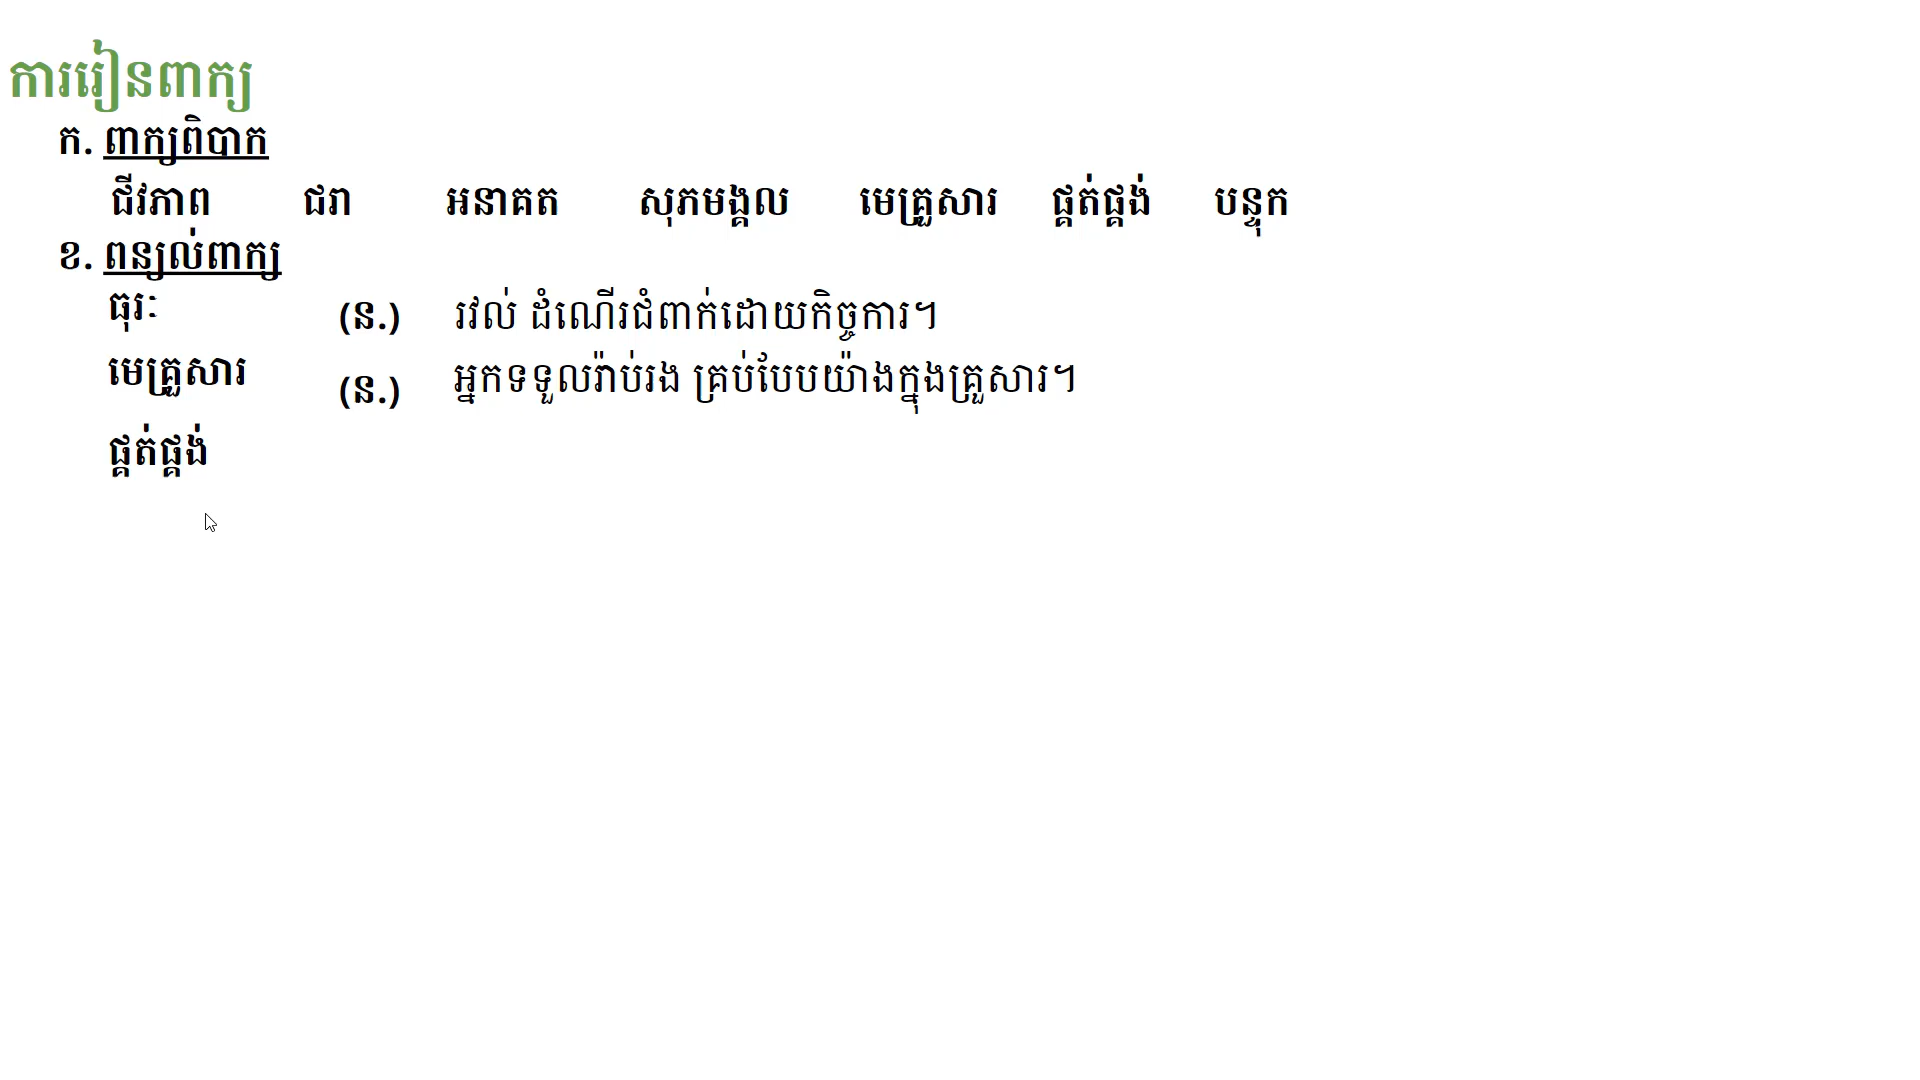 ការរៀនពាក្យ
ក. ពាក្យពិបាក
ជីវភាព ជរា អនាគត សុភមង្គល មេគ្រួសារ ផ្គត់ផ្គង់ បន្ទុក
ខ. ពន្យល់ពាក្យ
ធុរៈ (ន.) រវល់ ដំណើរជំពាក់ដោយកិច្ចការ។
មេគ្រួសារ (ន.) អ្នកទទួលរ៉ាប់រង គ្រប់បែបយ៉ាងក្នុងគ្រួសារ។
ផ្គត់ផ្គង់